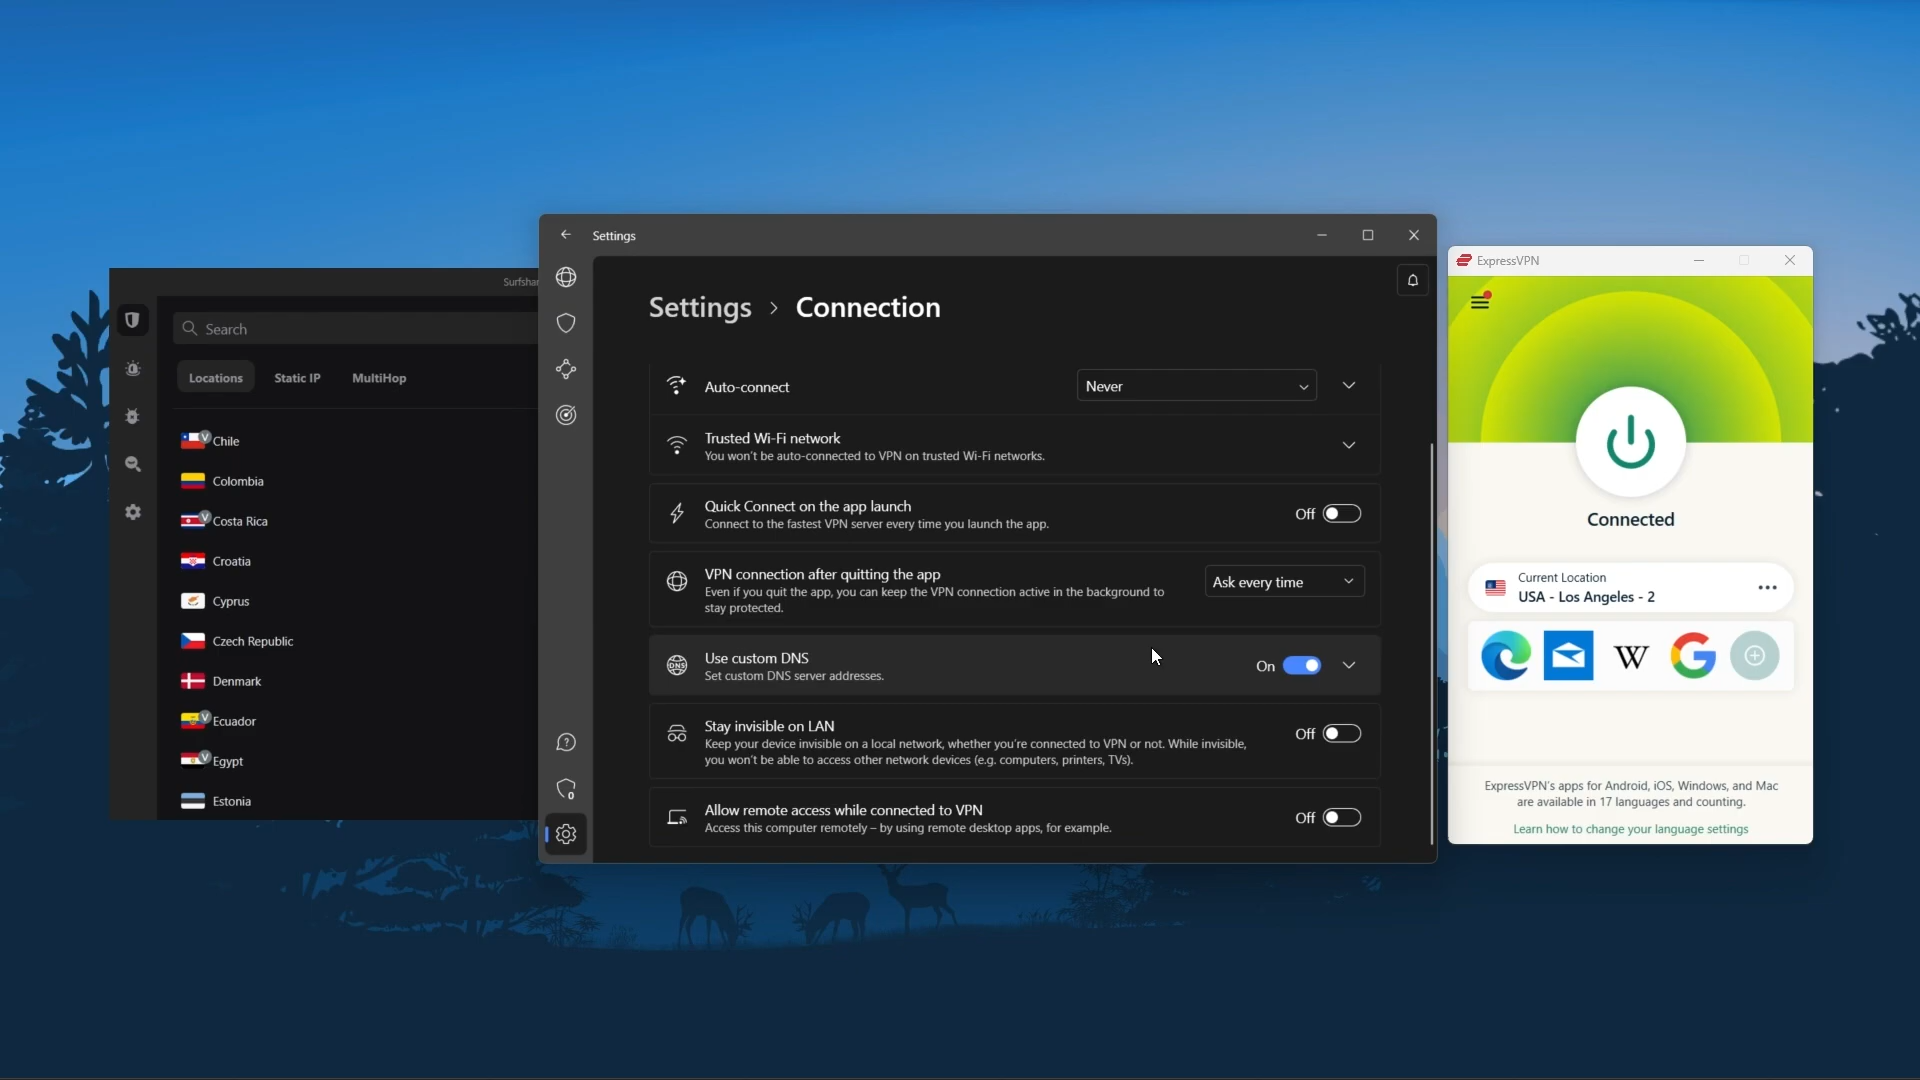 Surfshar
Search
Locations
Static IP
MultiHop
Chile
Colombia
Costa Rica
Croatia
Cyprus
Czech Republic
Denmark
Ecuador
Egypt
Estonia
Settings
Settings > Connection
Auto-connect
Never
Trusted Wi-Fi network
You won't be auto-connected to VPN on trusted Wi-Fi networks.
Quick Connect on the app launch
Connect to the fastest VPN server every time you launch the app.
Off
VPN connection after quitting the app
Even if you quit the app, you can keep the VPN connection active in the background to
stay protected.
Ask every time
DNS
Use custom DNS
Set custom DNS server addresses.
On
Stay invisible on LAN
Keep your device invisible on a local network, whether you're connected to VPN or not. While invisible,
you won't be able to access other network devices (e.g. computers, printers, TVs).
Off
Allow remote access while connected to VPN
Access this computer remotely – by using remote desktop apps, for example.
Off
ExpressVPN
Connected
Current Location
USA - Los Angeles - 2
W
G
ExpressVPN's apps for Android, iOS, Windows, and Mac
are available in 17 languages and counting.
Learn how to change your language settings